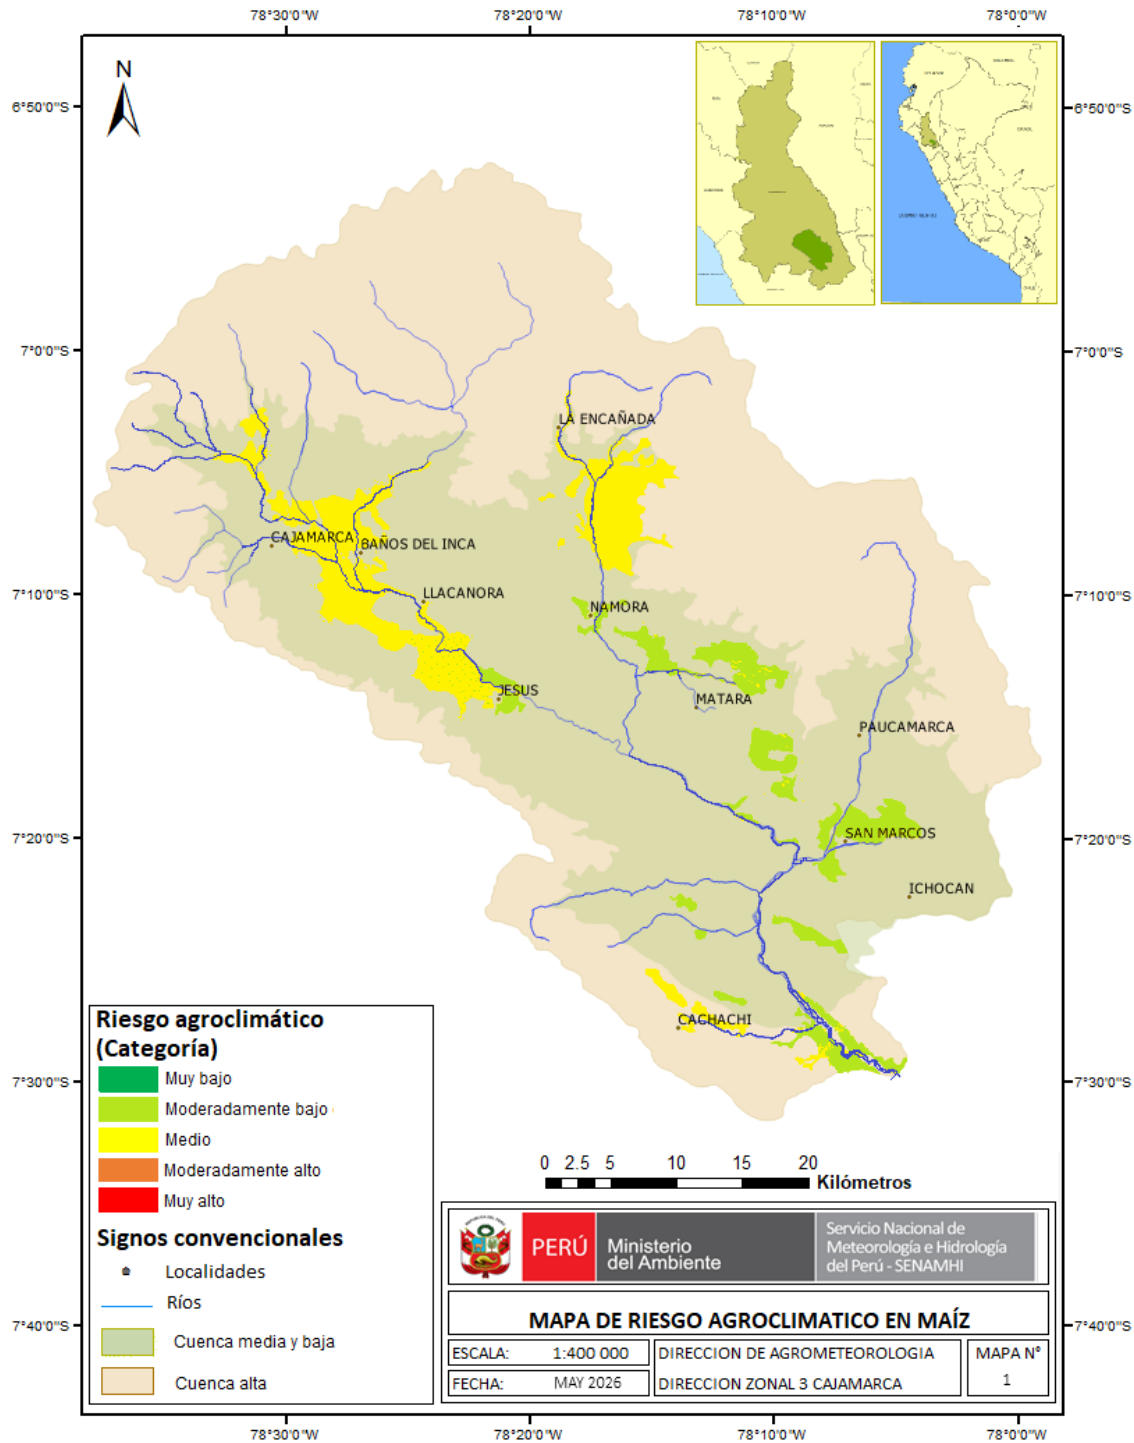 78°30'0"W
78°20'0"W
78°10'0"W
78°0'0"W
N
6°50'0"S
6°50'0"S
7°0'0"S
7°0'0"S
LA ENCAÑADA
CAJAMARCA
BAÑOS DEL INCA
7°10'0"S
LLACANORA
NAMORA
7°10'0"S
JESUS
MATARA
PAUCAMARCA
7°20'0"S
SAN MARCOS
7°20'0"S
ICHOCAN
CACHACHI
7°30'0"S
7°30'0"S
Riesgo agroclimático
(Categoría)
Muy bajo
Moderadamente bajo
Medio
Moderadamente alto
Muy alto
Signos convencionales
Localidades
Ríos
Cuenca media y baja
Cuenca alta
0 2.5 5 10 15 20
Kilómetros
PERÚ
Ministerio
del Ambiente
Servicio Nacional de
Meteorología e Hidrología
del Perú - SENAMHI
MAPA DE RIESGO AGROCLIMATICO EN MAÍZ
ESCALA: 1:400 000
DIRECCION DE AGROMETEOROLOGIA
MAPA N°
FECHA: MAY 2026
DIRECCION ZONAL 3 CAJAMARCA
1
7°40'0"S
7°40'0"S
78°30'0"W
78°20'0"W
78°10'0"W
78°0'0"W